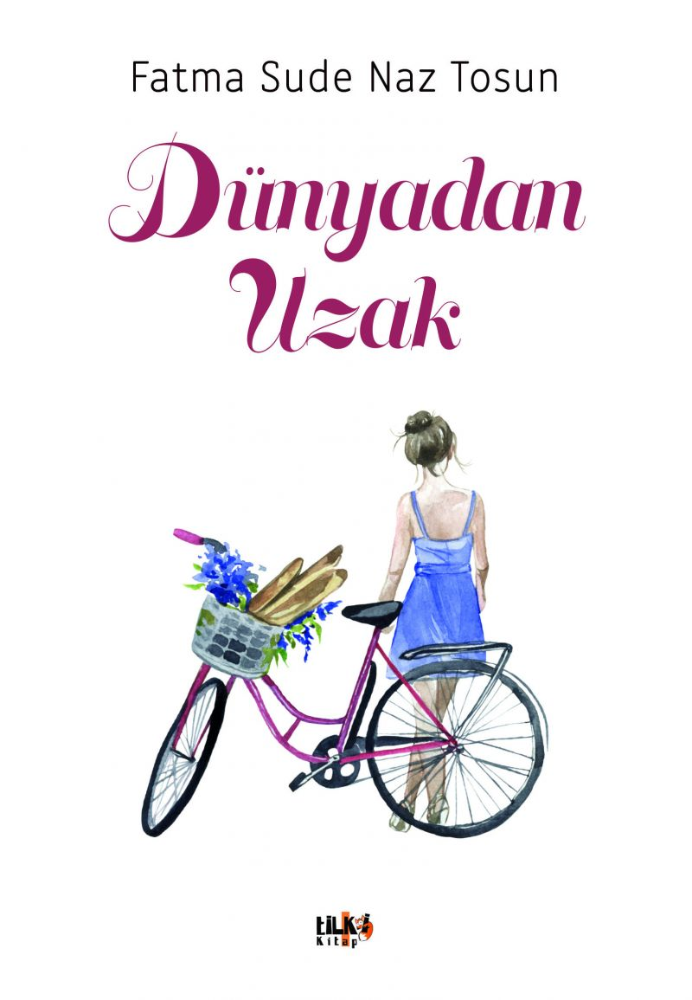 Fatma Sude Naz Tosun
Dünyadan
Uzak
tiLKi
Kitap